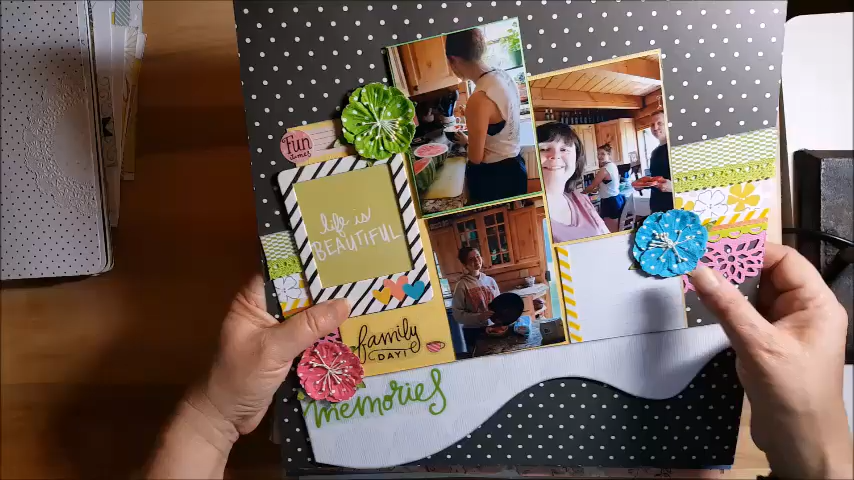 Fun
times
life is
BEAUTIFUL
family
DAY!
memories